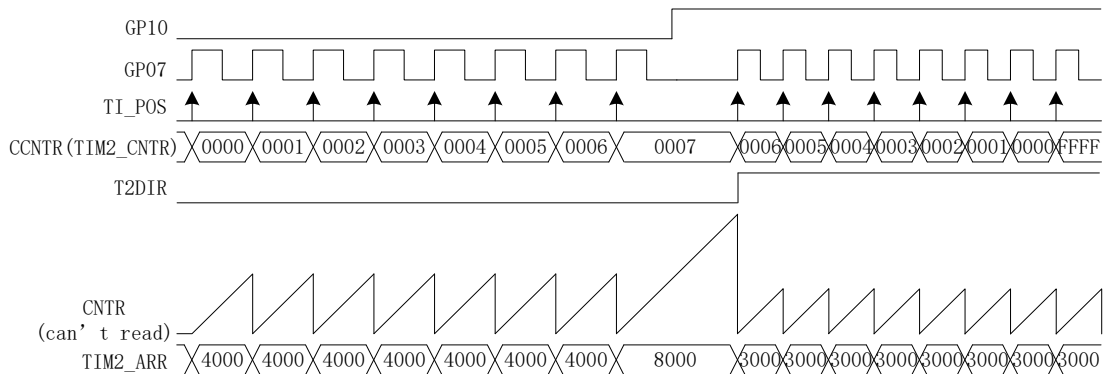 GP10
GP07
TI_POS
CCNTR(TIM2_CNTR) 0000 0001 0002 0003 0004 0005 0006 0007 0006 0005 0004 0003 0002 0001 0000 FFFF
T2DIR
CNTR
(can’t read)
TIM2_ARR 4000 4000 4000 4000 4000 4000 4000 8000 3000 3000 3000 3000 3000 3000 3000 3000